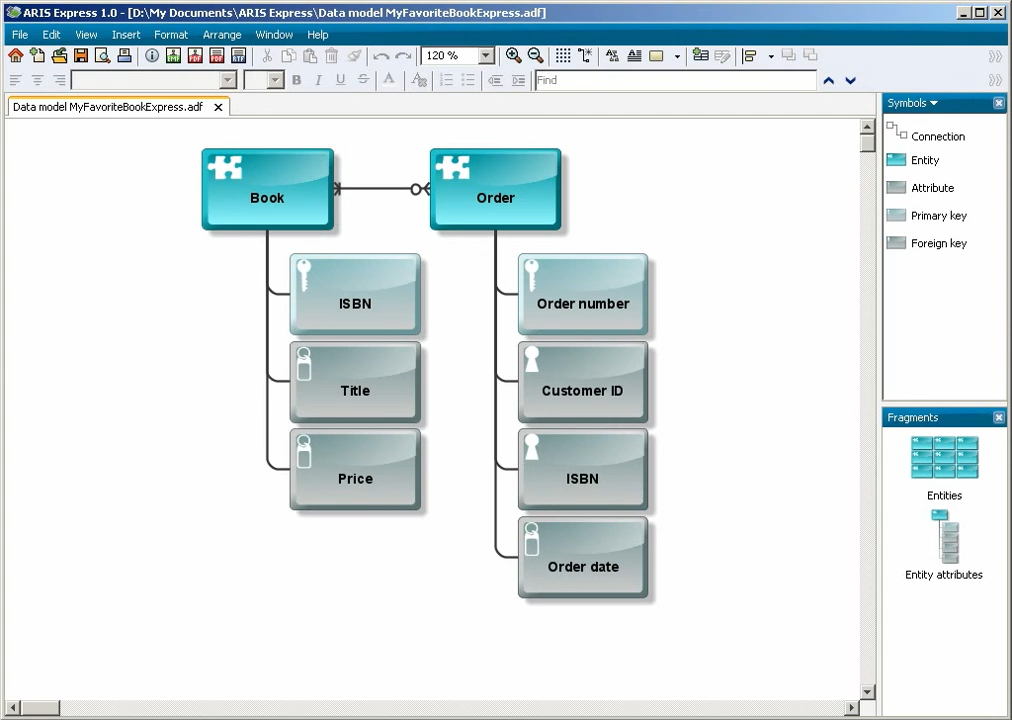 ARIS Express 1.0 - [D:\My Documents\ARIS Express\Data model MyFavoriteBookExpress.adf]
File Edit View Insert Format Arrange Window Help
120 %
B I U S A Find
Data model MyFavoriteBookExpress.adf
Symbols
Connection
Entity
Attribute
Primary key
Foreign key
Book
Order
ISBN
Title
Price
Order number
Customer ID
ISBN
Order date
Fragments
Entities
Entity attributes